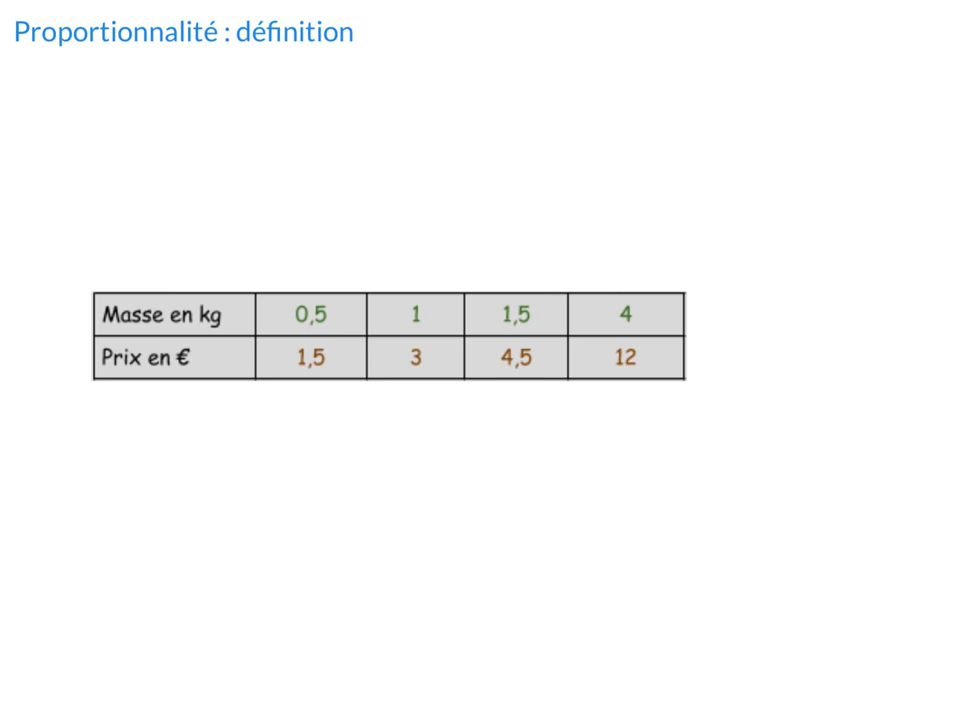 Proportionnalité : définition
Masse en kg 0,5 1 1,5 4
Prix en € 1,5 3 4,5 12